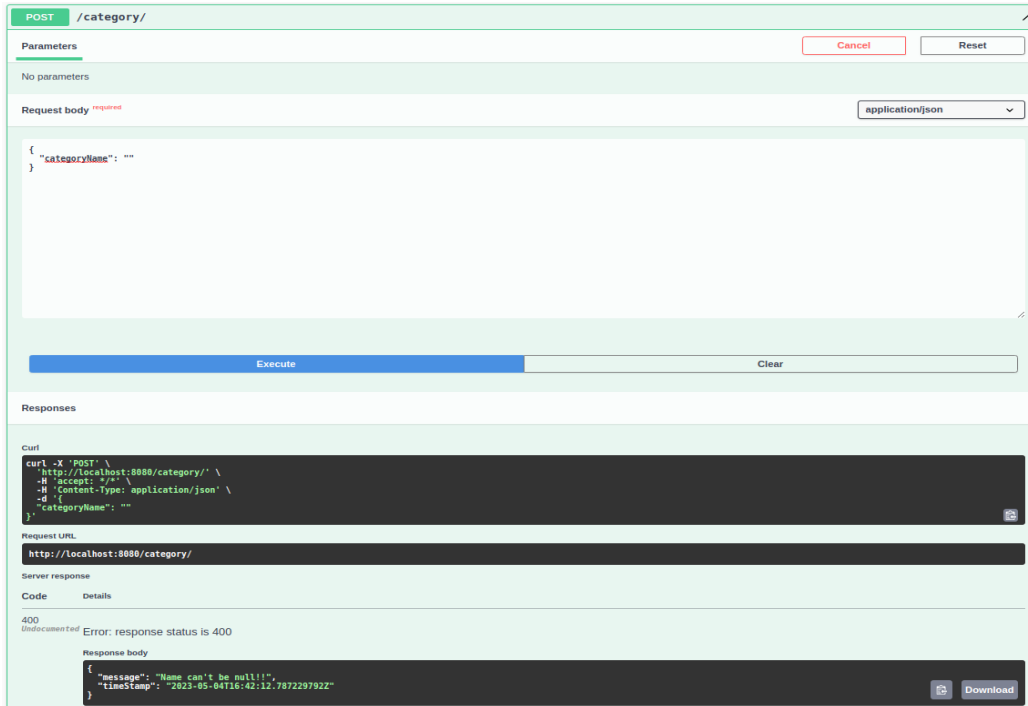 POST /category/
Parameters
Cancel
Reset
No parameters
Request body required
application/json
{
  "categoryName": ""
}
Execute
Clear
Responses
Curl
curl -X 'POST' \
  'http://localhost:8080/category/' \
  -H 'accept: */*' \
  -H 'Content-Type: application/json' \
  -d '{
  "categoryName": ""
}'
Request URL
http://localhost:8080/category/
Server response
Code Details
400
Undocumented
Error: response status is 400
Response body
{
  "message": "Name can't be null!!",
  "timeStamp": "2023-05-04T16:42:12.787229792Z"
}
Download